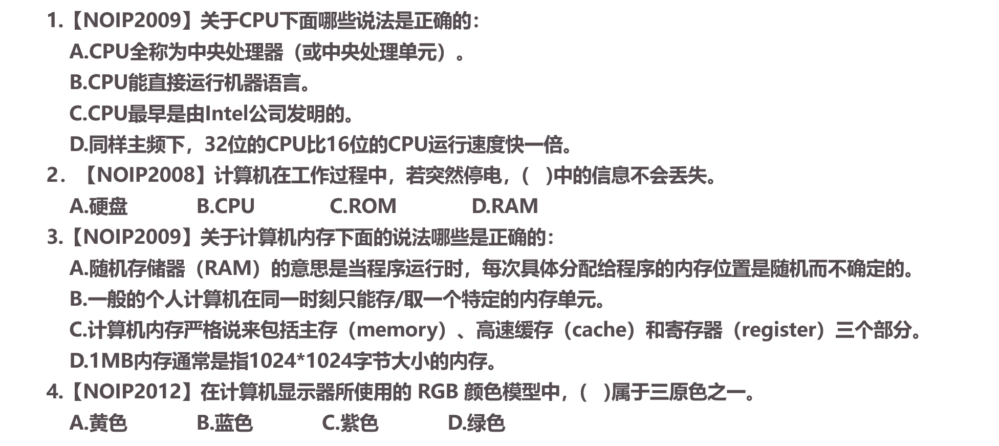 1.【NOIP2009】关于CPU下面哪些说法是正确的：
A.CPU全称为中央处理器（或中央处理单元）。
B.CPU能直接运行机器语言。
C.CPU最早是由Intel公司发明的。
D.同样主频下，32位的CPU比16位的CPU运行速度快一倍。
2. 【NOIP2008】计算机在工作过程中，若突然停电，( )中的信息不会丢失。
A.硬盘 B.CPU C.ROM D.RAM
3.【NOIP2009】关于计算机内存下面的说法哪些是正确的：
A.随机存储器（RAM）的意思是当程序运行时，每次具体分配给程序的内存位置是随机而不确定的。
B.一般的个人计算机在同一时刻只能存/取一个特定的内存单元。
C.计算机内存严格说来包括主存（memory）、高速缓存（cache）和寄存器（register）三个部分。
D.1MB内存通常是指1024*1024字节大小的内存。
4.【NOIP2012】在计算机显示器所使用的 RGB 颜色模型中，( )属于三原色之一。
A.黄色 B.蓝色 C.紫色 D.绿色